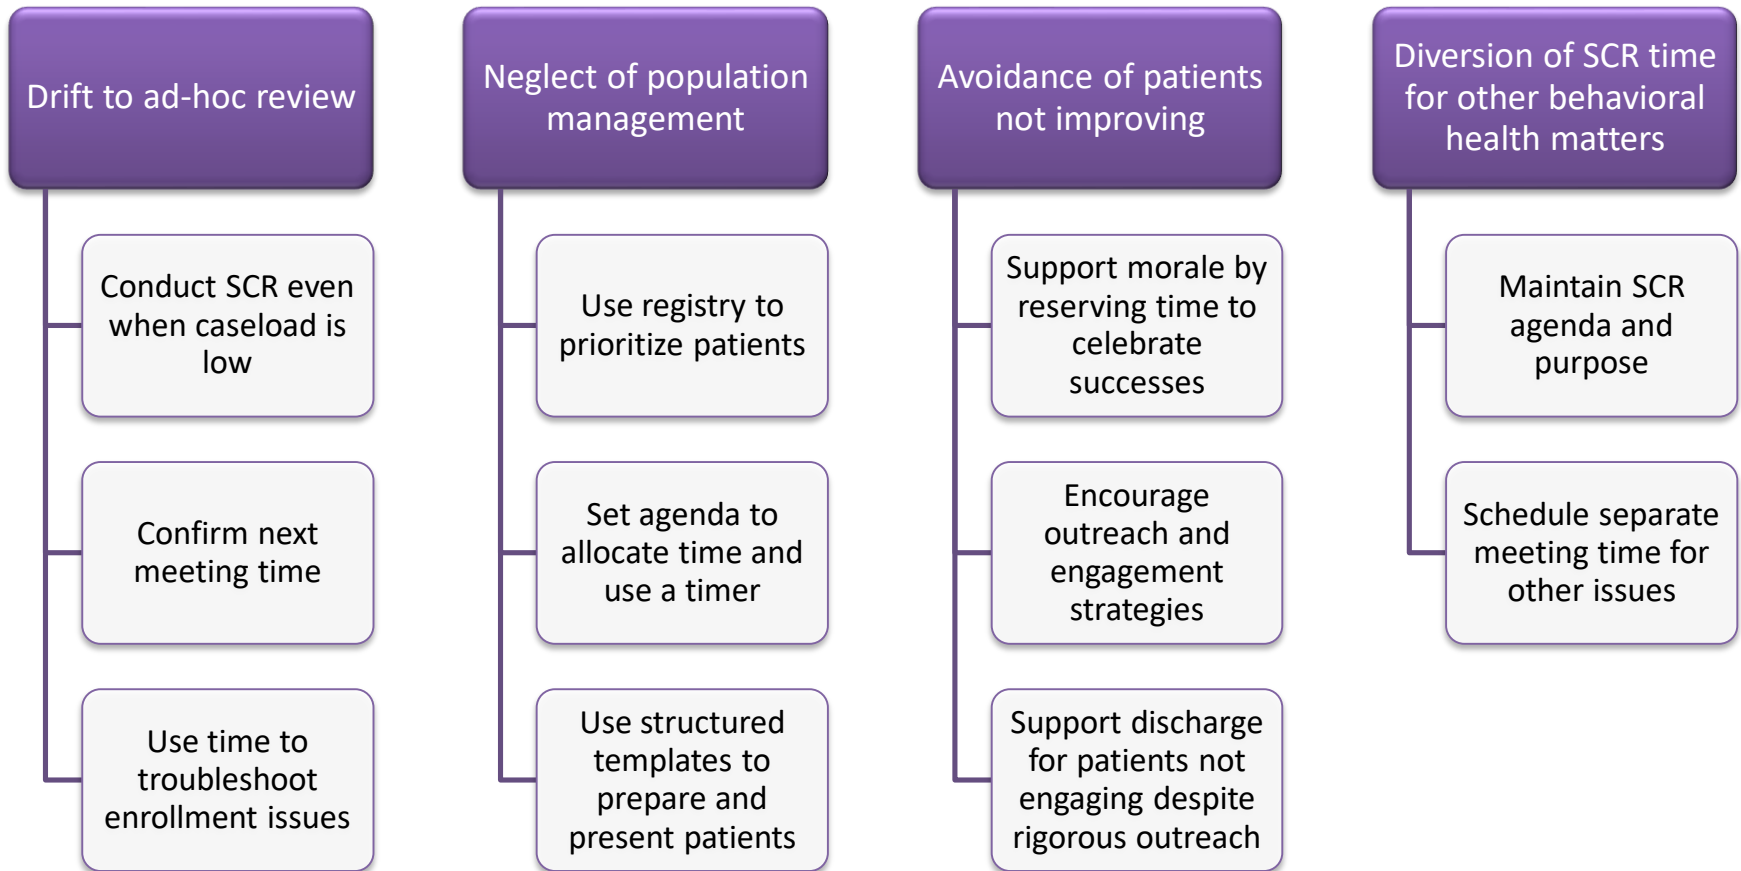 Drift to ad-hoc review
Conduct SCR even
when caseload is
low
Confirm next
meeting time
Use time to
troubleshoot
enrollment issues
Neglect of population
management
Use registry to
prioritize patients
Set agenda to
allocate time and
use a timer
Use structured
templates to
prepare and
present patients
Avoidance of patients
not improving
Support morale by
reserving time to
celebrate
successes
Encourage
outreach and
engagement
strategies
Support discharge
for patients not
engaging despite
rigorous outreach
Diversion of SCR time
for other behavioral
health matters
Maintain SCR
agenda and
purpose
Schedule separate
meeting time for
other issues